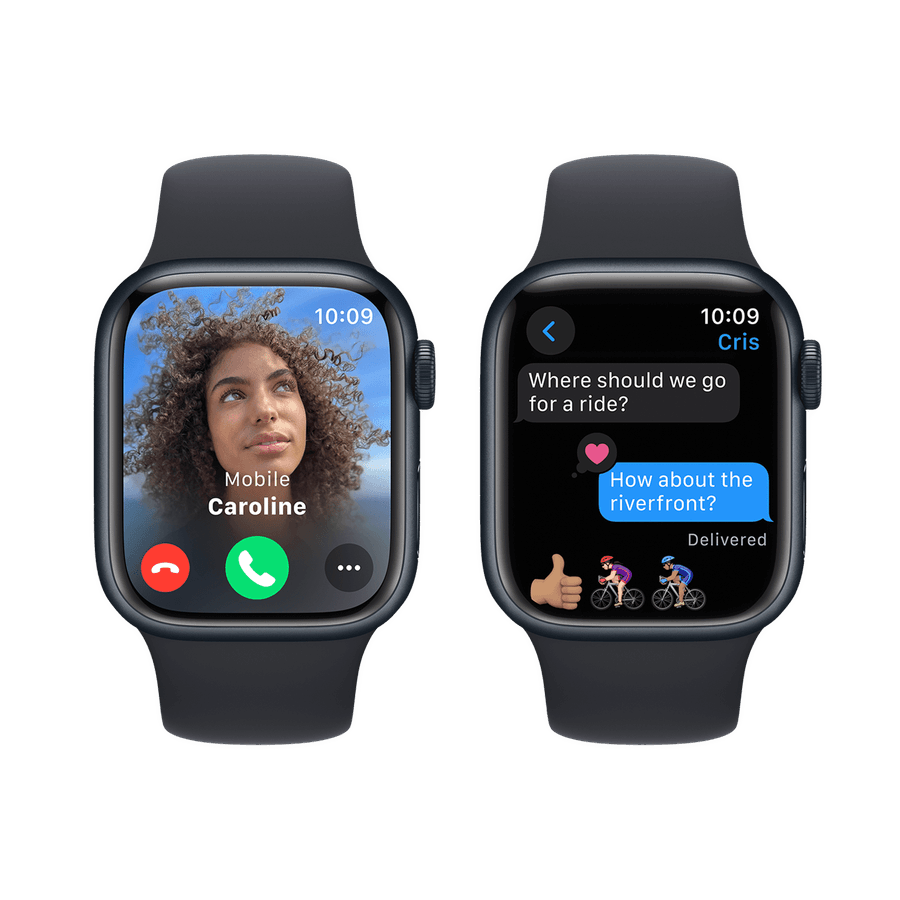 10:09
Mobile
Caroline
10:09
Cris
Where should we go
for a ride?
How about the
riverfront?
Delivered